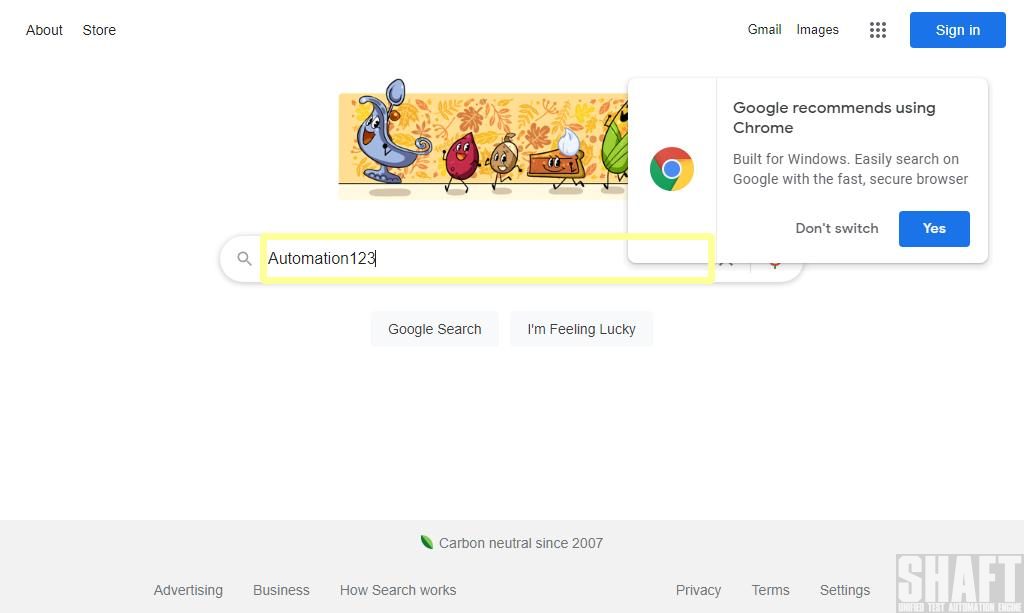 About Store
Gmail Images
Sign in
Google recommends using
Chrome
Built for Windows. Easily search on
Google with the fast, secure browser
Don't switch Yes
Automation123
Google Search I'm Feeling Lucky
Carbon neutral since 2007
Advertising Business How Search works
Privacy Terms Settings
SHAFT
UNIFIED TEST AUTOMATION ENGINE